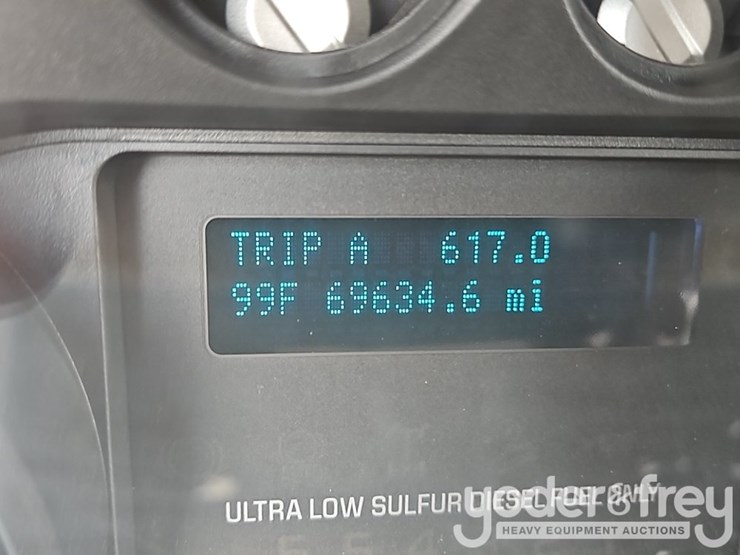 TRIP A 617.0
99F 69634.6 mi
ULTRA LOW SULFUR DIESEL FUEL ONLY
yoder & frey
HEAVY EQUIPMENT AUCTIONS